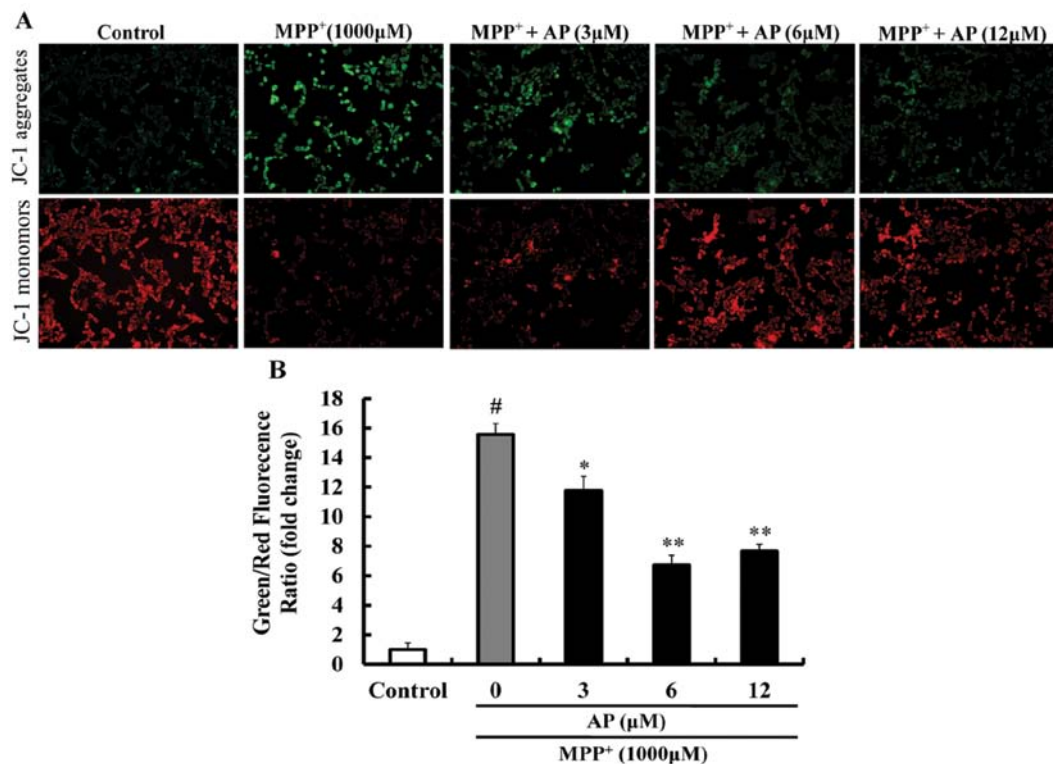 A
Control
MPP⁺(1000μM)
MPP⁺ + AP (3μM)
MPP⁺ + AP (6μM)
MPP⁺ + AP (12μM)
JC-1 aggregates
JC-1 monomors
B
Green/Red Fluorecence
Ratio (fold change)
18
16
14
12
10
8
6
4
2
0
#
*
**
**
Control
0
3
6
12
AP (μM)
MPP⁺ (1000μM)